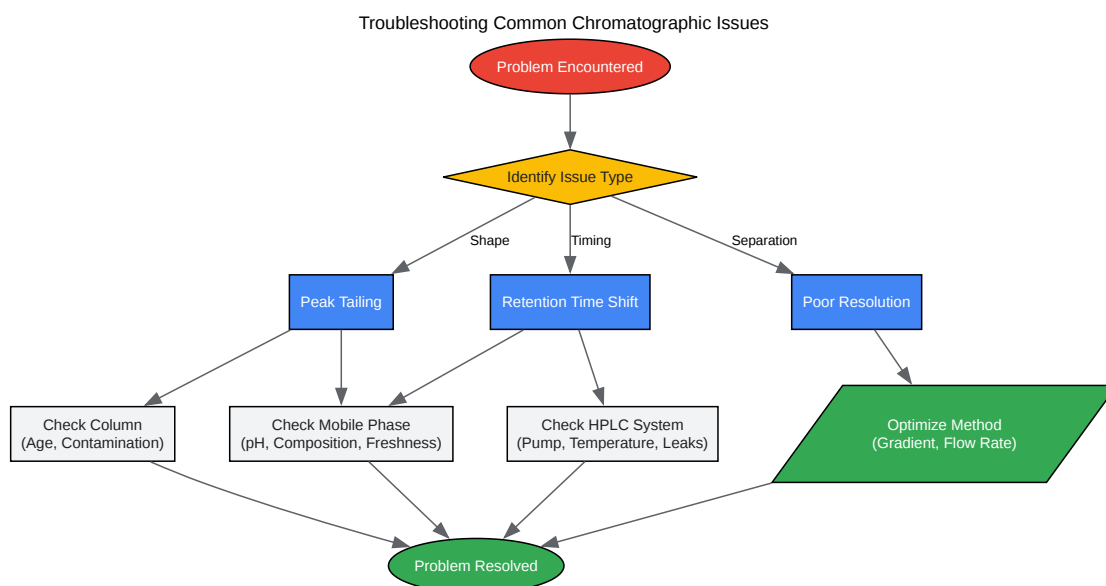 Troubleshooting Common Chromatographic Issues
Problem Encountered
Identify Issue Type
Shape
Timing
Separation
Peak Tailing
Retention Time Shift
Poor Resolution
Check Column
(Age, Contamination)
Check Mobile Phase
(pH, Composition, Freshness)
Check HPLC System
(Pump, Temperature, Leaks)
Optimize Method
(Gradient, Flow Rate)
Problem Resolved